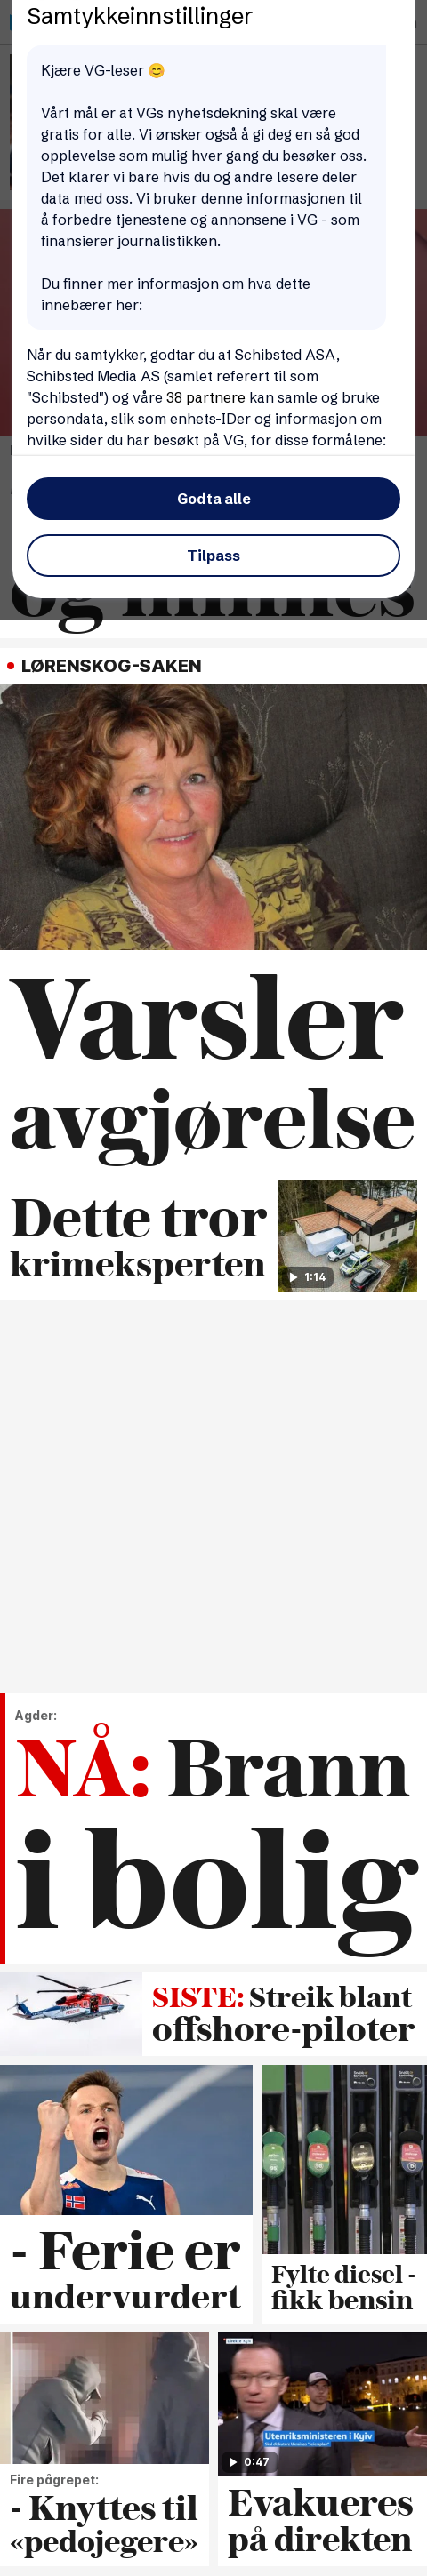 Samtykkeinnstillinger
Kjære VG-leser 😊
Vårt mål er at VGs nyhetsdekning skal være
gratis for alle. Vi ønsker også å gi deg en så god
opplevelse som mulig hver gang du besøker oss.
Det klarer vi bare hvis du og andre lesere deler
data med oss. Vi bruker denne informasjonen til
å forbedre tjenestene og annonsene i VG - som
finansierer journalistikken.
Du finner mer informasjon om hva dette
innebærer her:
Når du samtykker, godtar du at Schibsted ASA,
Schibsted Media AS (samlet referert til som
"Schibsted") og våre 38 partnere kan samle og bruke
persondata, slik som enhets-IDer og informasjon om
hvilke sider du har besøkt på VG, for disse formålene:
Godta alle
Tilpass
og minnes
LØRENSKOG-SAKEN
Varsler
avgjørelse
Dette tror
krimeksperten
1:14
Agder:
NÅ: Brann
i bolig
SISTE: Streik blant
offshore-piloter
- Ferie er
undervurdert
Fylte diesel -
fikk bensin
Utenriksministeren i Kyiv
0:47
Fire pågrepet:
- Knyttes til
«pedojegere»
Evakueres
på direkten